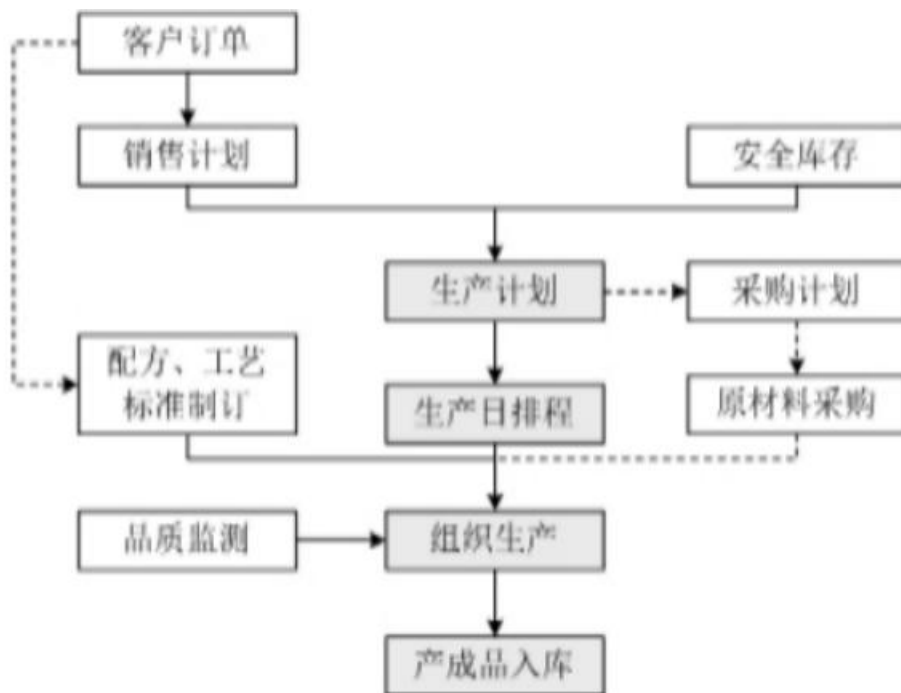 客户订单
销售计划
安全库存
生产计划
采购计划
配方、工艺
标准制订
生产日排程
原材料采购
品质监测
组织生产
产成品入库